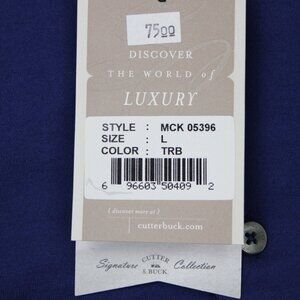 75 00
DISCOVER
THE WORLD of
LUXURY
STYLE : MCK 05396
SIZE : L
COLOR : TRB
6 96603 50409 2
( discover more at )
cutterbuck.com
CUTTER
Signature Collection
& BUCK